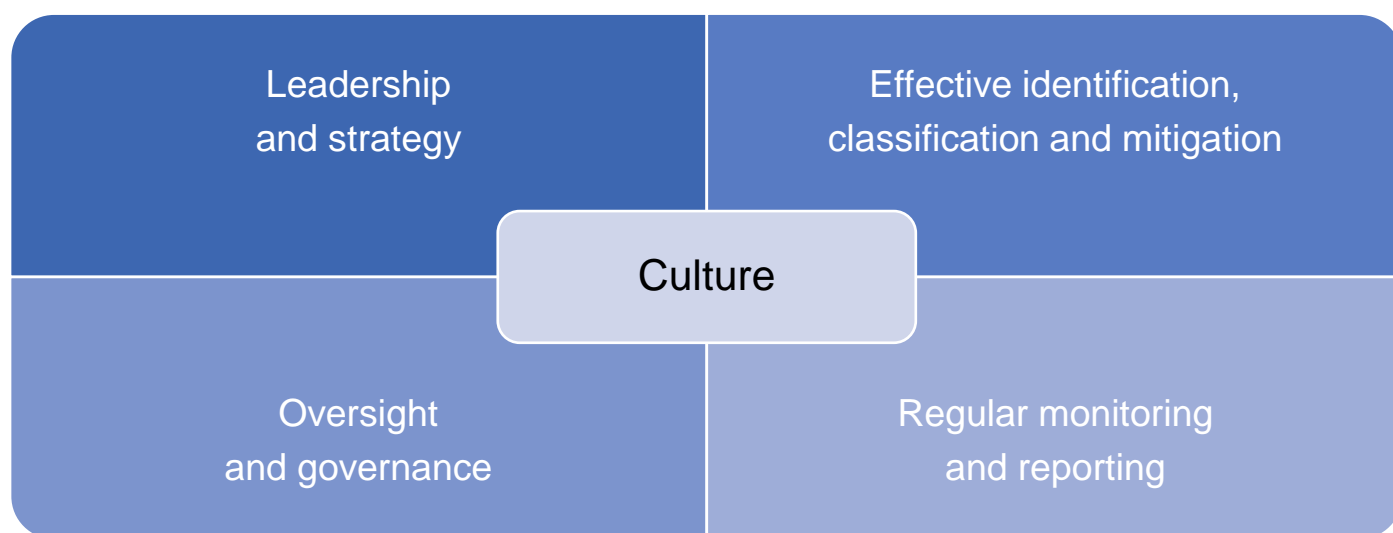 Leadership
and strategy
Effective identification,
classification and mitigation
Culture
Oversight
and governance
Regular monitoring
and reporting